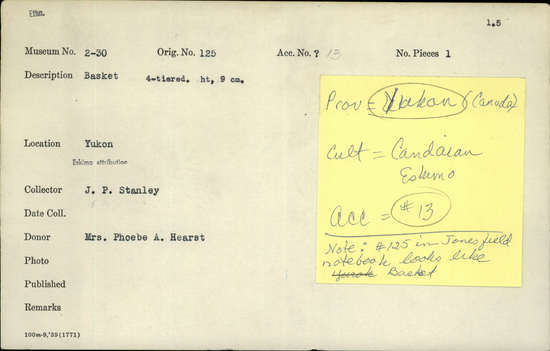 Ethn.
1.5
Museum No. 2-30 Orig. No. 125 Acc. No. ? 13 No. Pieces 1
Description Basket 4-tiered. ht, 9 cm.
Location Yukon
Eskimo attribution
Collector J. P. Stanley
Date Coll.
Donor Mrs. Phoebe A. Hearst
Photo
Published
Remarks
100m-9,'39(1771)
Prov = Yukon (Canada)
Cult = Candaian
Eskimo
acc = #13
Note: #125 in Jones field
notebook looks like
Yurok Basket